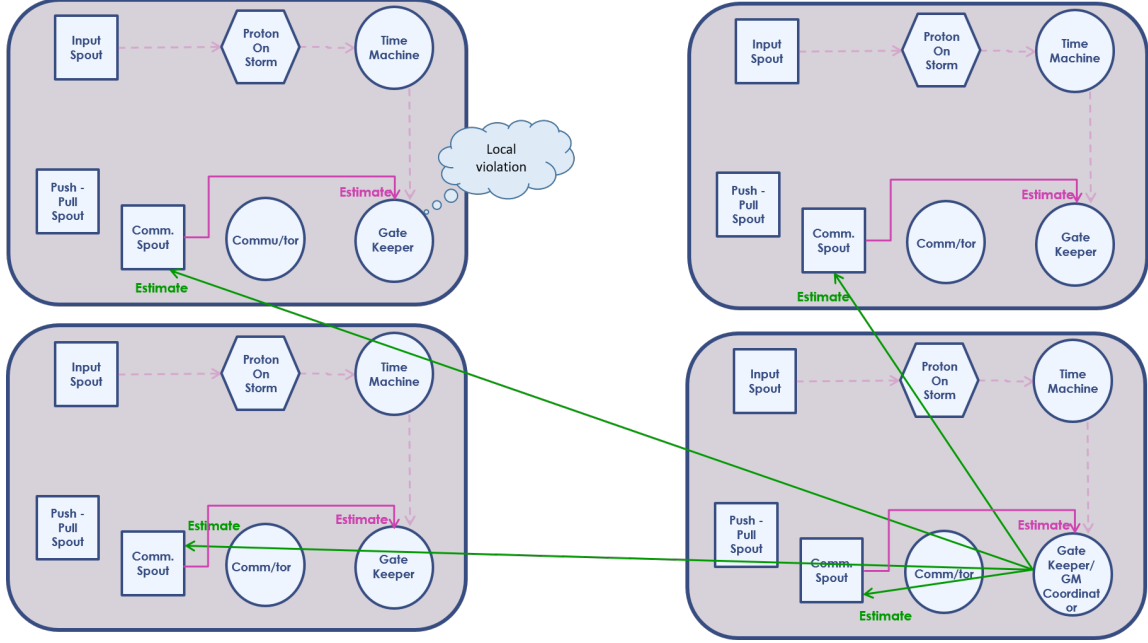 Input
Spout
Proton
On
Storm
Time
Machine
Local
violation
Push -
Pull
Spout
Comm.
Spout
Commu/tor
Estimate
Gate
Keeper
Estimate
Input
Spout
Proton
On
Storm
Time
Machine
Push -
Pull
Spout
Comm.
Spout
Comm/tor
Estimate
Gate
Keeper
Estimate
Input
Spout
Proton
On
Storm
Time
Machine
Push -
Pull
Spout
Estimate
Comm.
Spout
Comm/tor
Estimate
Gate
Keeper
Input
Spout
Proton
On
Storm
Time
Machine
Push -
Pull
Spout
Comm.
Spout
Comm/tor
Estimate
Gate
Keeper/
GM
Coordinat
or
Estimate